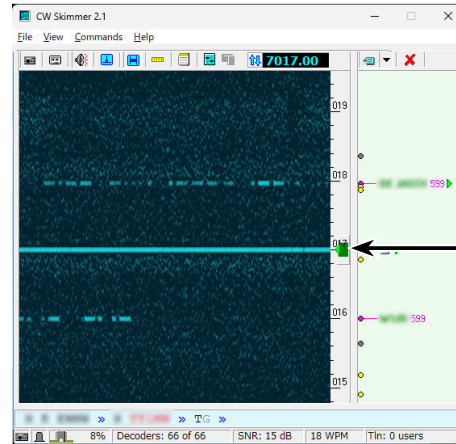 CW Skimmer 2.1
File View Commands Help
7017.00
019
018
599
017
016
599
015
» » TG »
8% Decoders: 66 of 66 SNR: 15 dB 18 WPM Tln: 0 users